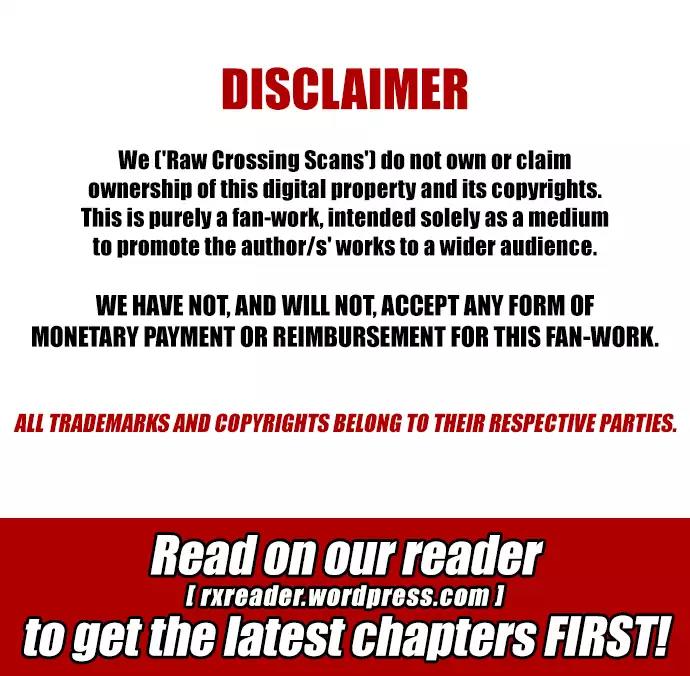 DISCLAIMER
We ('Raw Crossing Scans') do not own or claim
ownership of this digital property and its copyrights.
This is purely a fan-work, intended solely as a medium
to promote the author/s' works to a wider audience.
WE HAVE NOT, AND WILL NOT, ACCEPT ANY FORM OF
MONETARY PAYMENT OR REIMBURSEMENT FOR THIS FAN-WORK.
ALL TRADEMARKS AND COPYRIGHTS BELONG TO THEIR RESPECTIVE PARTIES.
Read on our reader
[ rxreader.wordpress.com ]
to get the latest chapters FIRST!